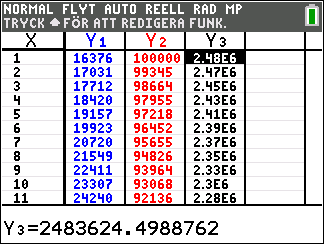 NORMAL FLYT AUTO REELL RAD MP
TRYCK ↑FÖR ATT REDIGERA FUNK.
X Y1 Y2 Y3
1 16376 100000 2.48E6
2 17031 99345 2.47E6
3 17712 98664 2.45E6
4 18420 97955 2.43E6
5 19157 97218 2.41E6
6 19923 96452 2.39E6
7 20720 95655 2.37E6
8 21549 94826 2.35E6
9 22411 93964 2.33E6
10 23307 93068 2.3E6
11 24240 92136 2.28E6
Y3=2483624.4988762